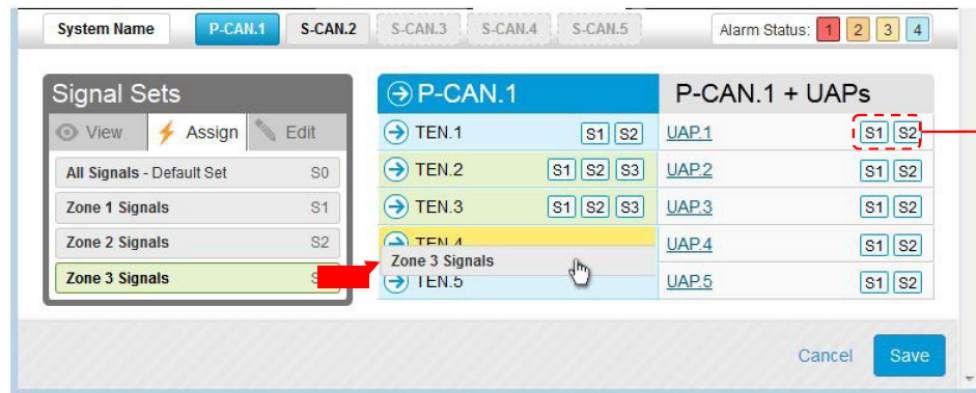 System Name P-CAN.1 S-CAN.2 S-CAN.3 S-CAN.4 S-CAN.5 Alarm Status: 1 2 3 4
Signal Sets
View Assign Edit
All Signals - Default Set S0
Zone 1 Signals S1
Zone 2 Signals S2
Zone 3 Signals
P-CAN.1 P-CAN.1 + UAPs
TEN.1 S1 S2 UAP.1 S1 S2
TEN.2 S1 S2 S3 UAP.2 S1 S2
TEN.3 S1 S2 S3 UAP.3 S1 S2
TEN.4 UAP.4 S1 S2
Zone 3 Signals
TEN.5 UAP.5 S1 S2
Cancel Save